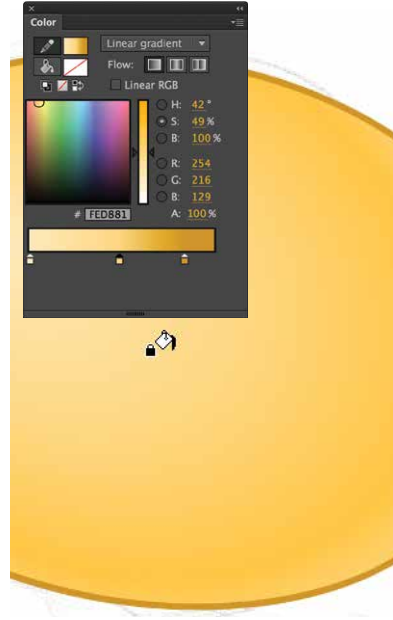 Color
Linear gradient
Flow:
Linear RGB
H: 42 °
S: 49 %
B: 100 %
R: 254
G: 216
B: 129
# FED881
A: 100 %